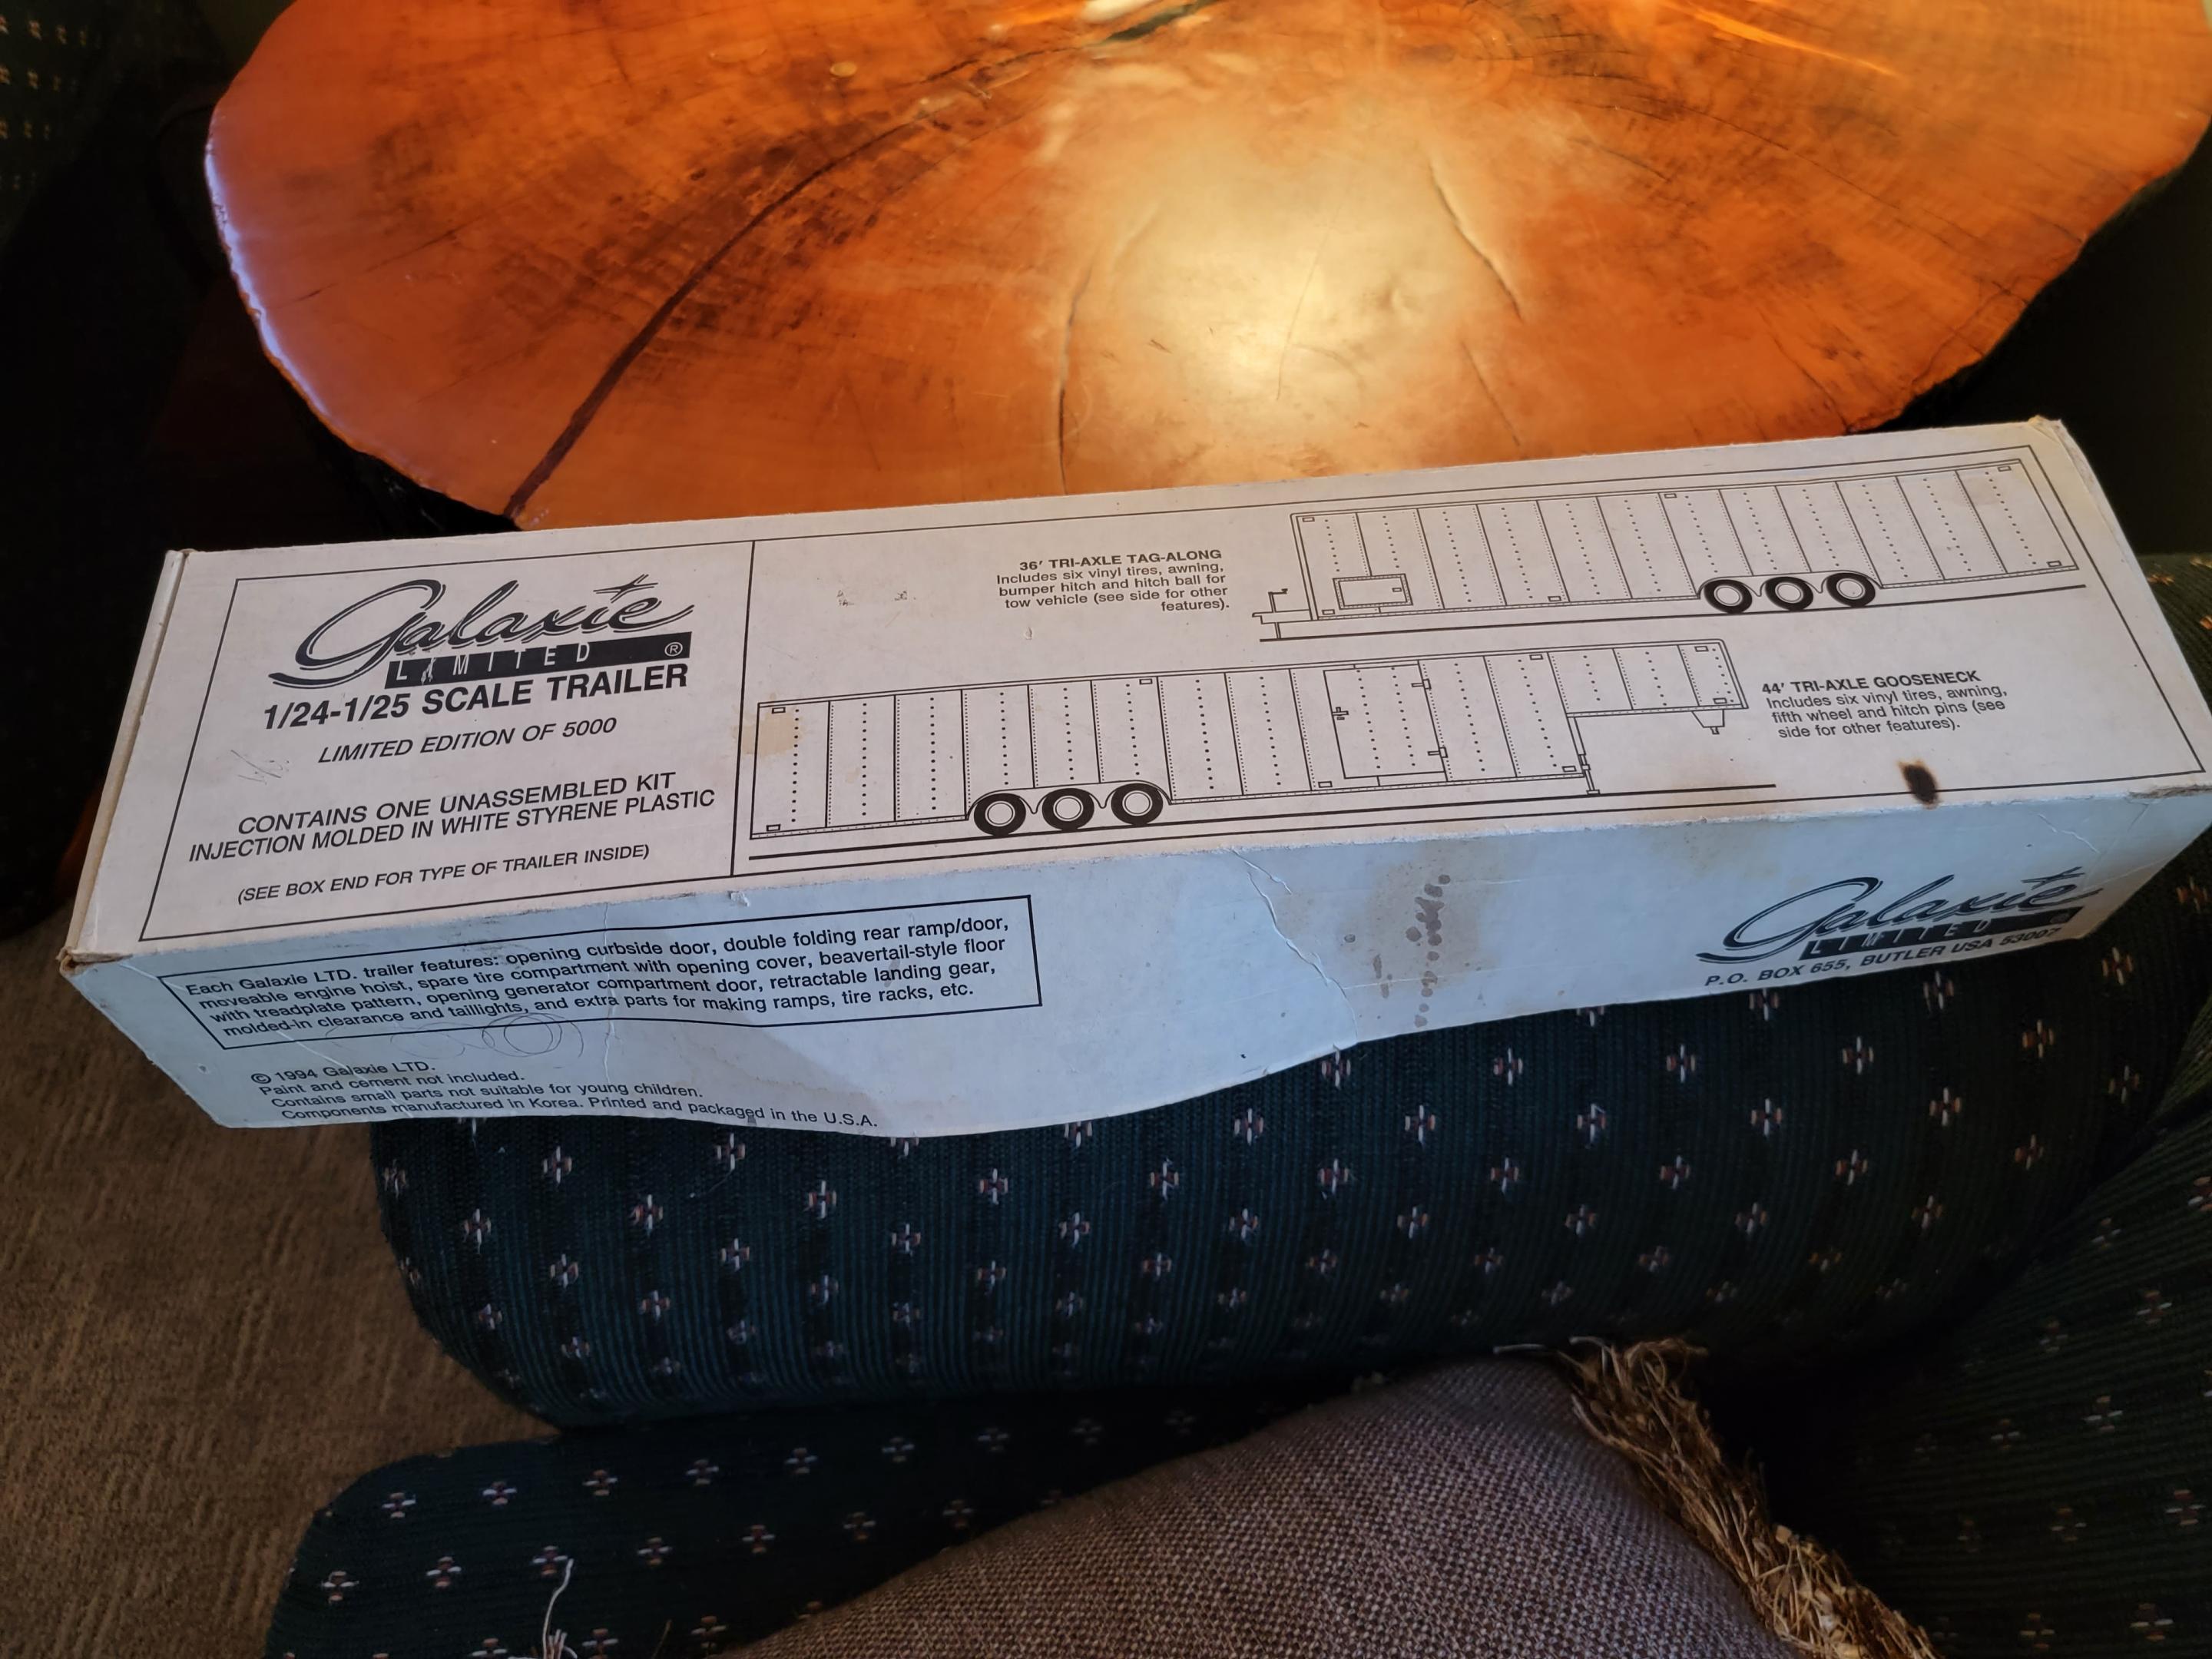 Galaxie
LIMITED ®
1/24-1/25 SCALE TRAILER
LIMITED EDITION OF 5000
CONTAINS ONE UNASSEMBLED KIT
INJECTION MOLDED IN WHITE STYRENE PLASTIC
(SEE BOX END FOR TYPE OF TRAILER INSIDE)
36' TRI-AXLE TAG-ALONG
Includes six vinyl tires, awning,
bumper hitch and hitch ball for
tow vehicle (see side for other
features).
44' TRI-AXLE GOOSENECK
Includes six vinyl tires, awning,
fifth wheel and hitch pins (see
side for other features).
Each Galaxie LTD. trailer features: opening curbside door, double folding rear ramp/door,
moveable engine hoist, spare tire compartment with opening cover, beavertail-style floor
with treadplate pattern, opening generator compartment door, retractable landing gear,
molded-in clearance and taillights, and extra parts for making ramps, tire racks, etc.
© 1994 Galaxie LTD.
Paint and cement not included.
Contains small parts not suitable for young children.
Components manufactured in Korea. Printed and packaged in the U.S.A.
Galaxie
LIMITED ®
P.O. BOX 655, BUTLER USA 53007